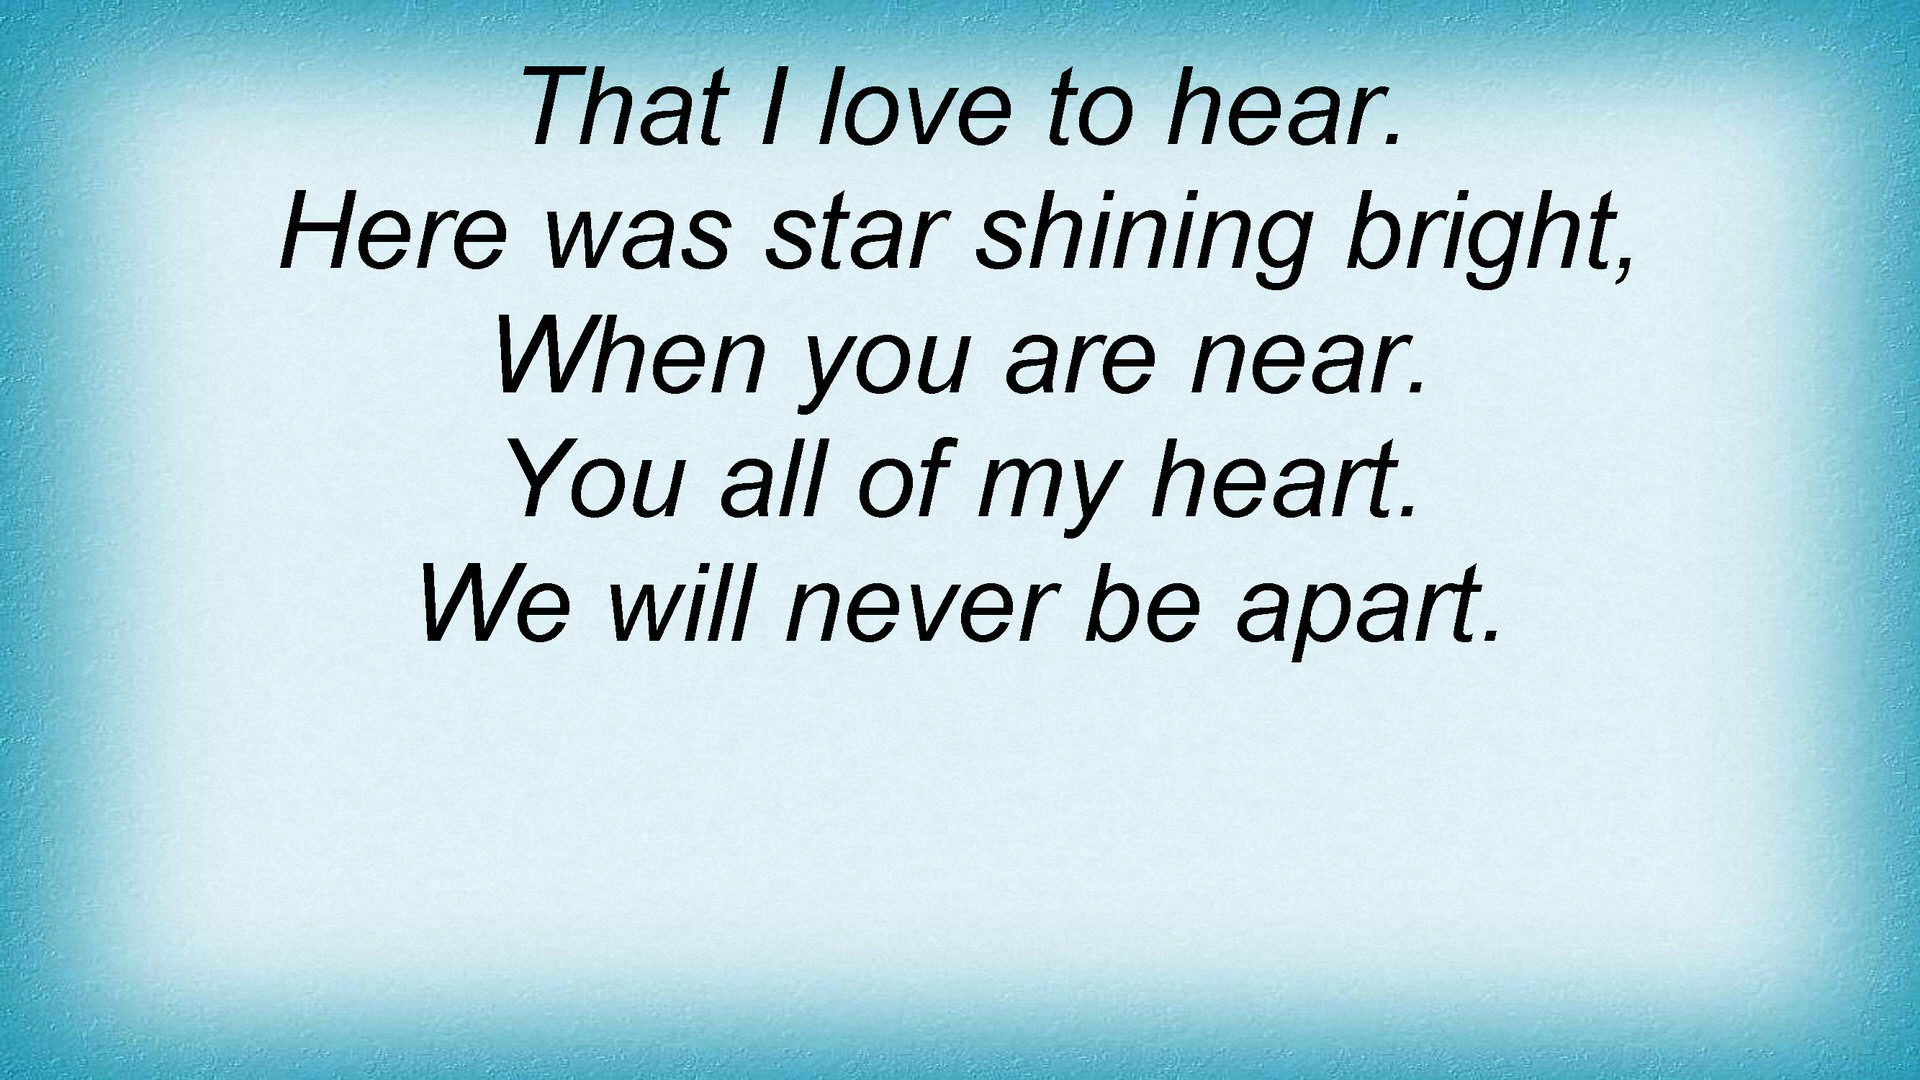 That I love to hear.
Here was star shining bright,
When you are near.
You all of my heart.
We will never be apart.